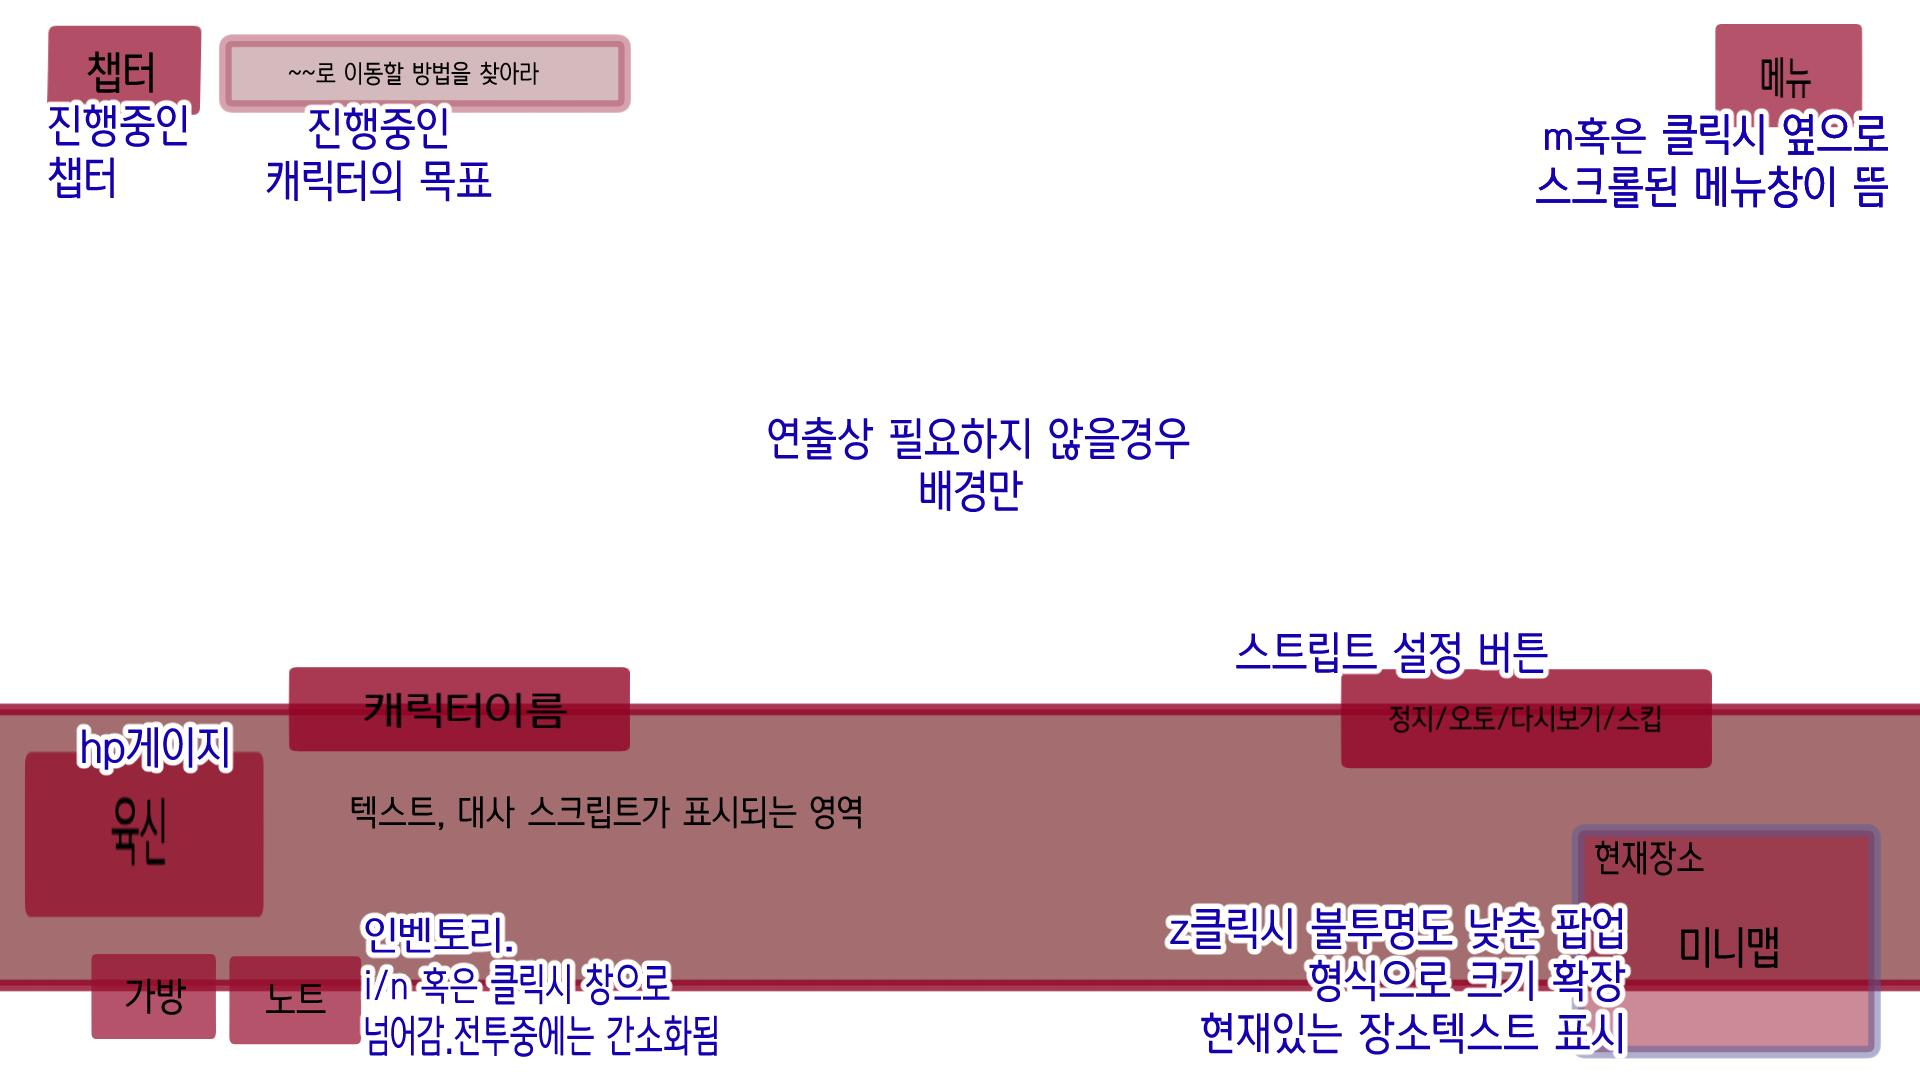 챕터
진행중인
챕터
~~로 이동할 방법을 찾아라
진행중인
캐릭터의 목표
메뉴
m혹은 클릭시 옆으로
스크롤된 메뉴창이 뜸
연출상 필요하지 않을경우
배경만
스트립트 설정 버튼
캐릭터이름
정지/오토/다시보기/스킵
hp게이지
육신
텍스트, 대사 스크립트가 표시되는 영역
현재장소
미니맵
인벤토리.
i/n 혹은 클릭시 창으로
넘어감.전투중에는 간소화됨
가방
노트
z클릭시 불투명도 낮춘 팝업
형식으로 크기 확장
현재있는 장소텍스트 표시